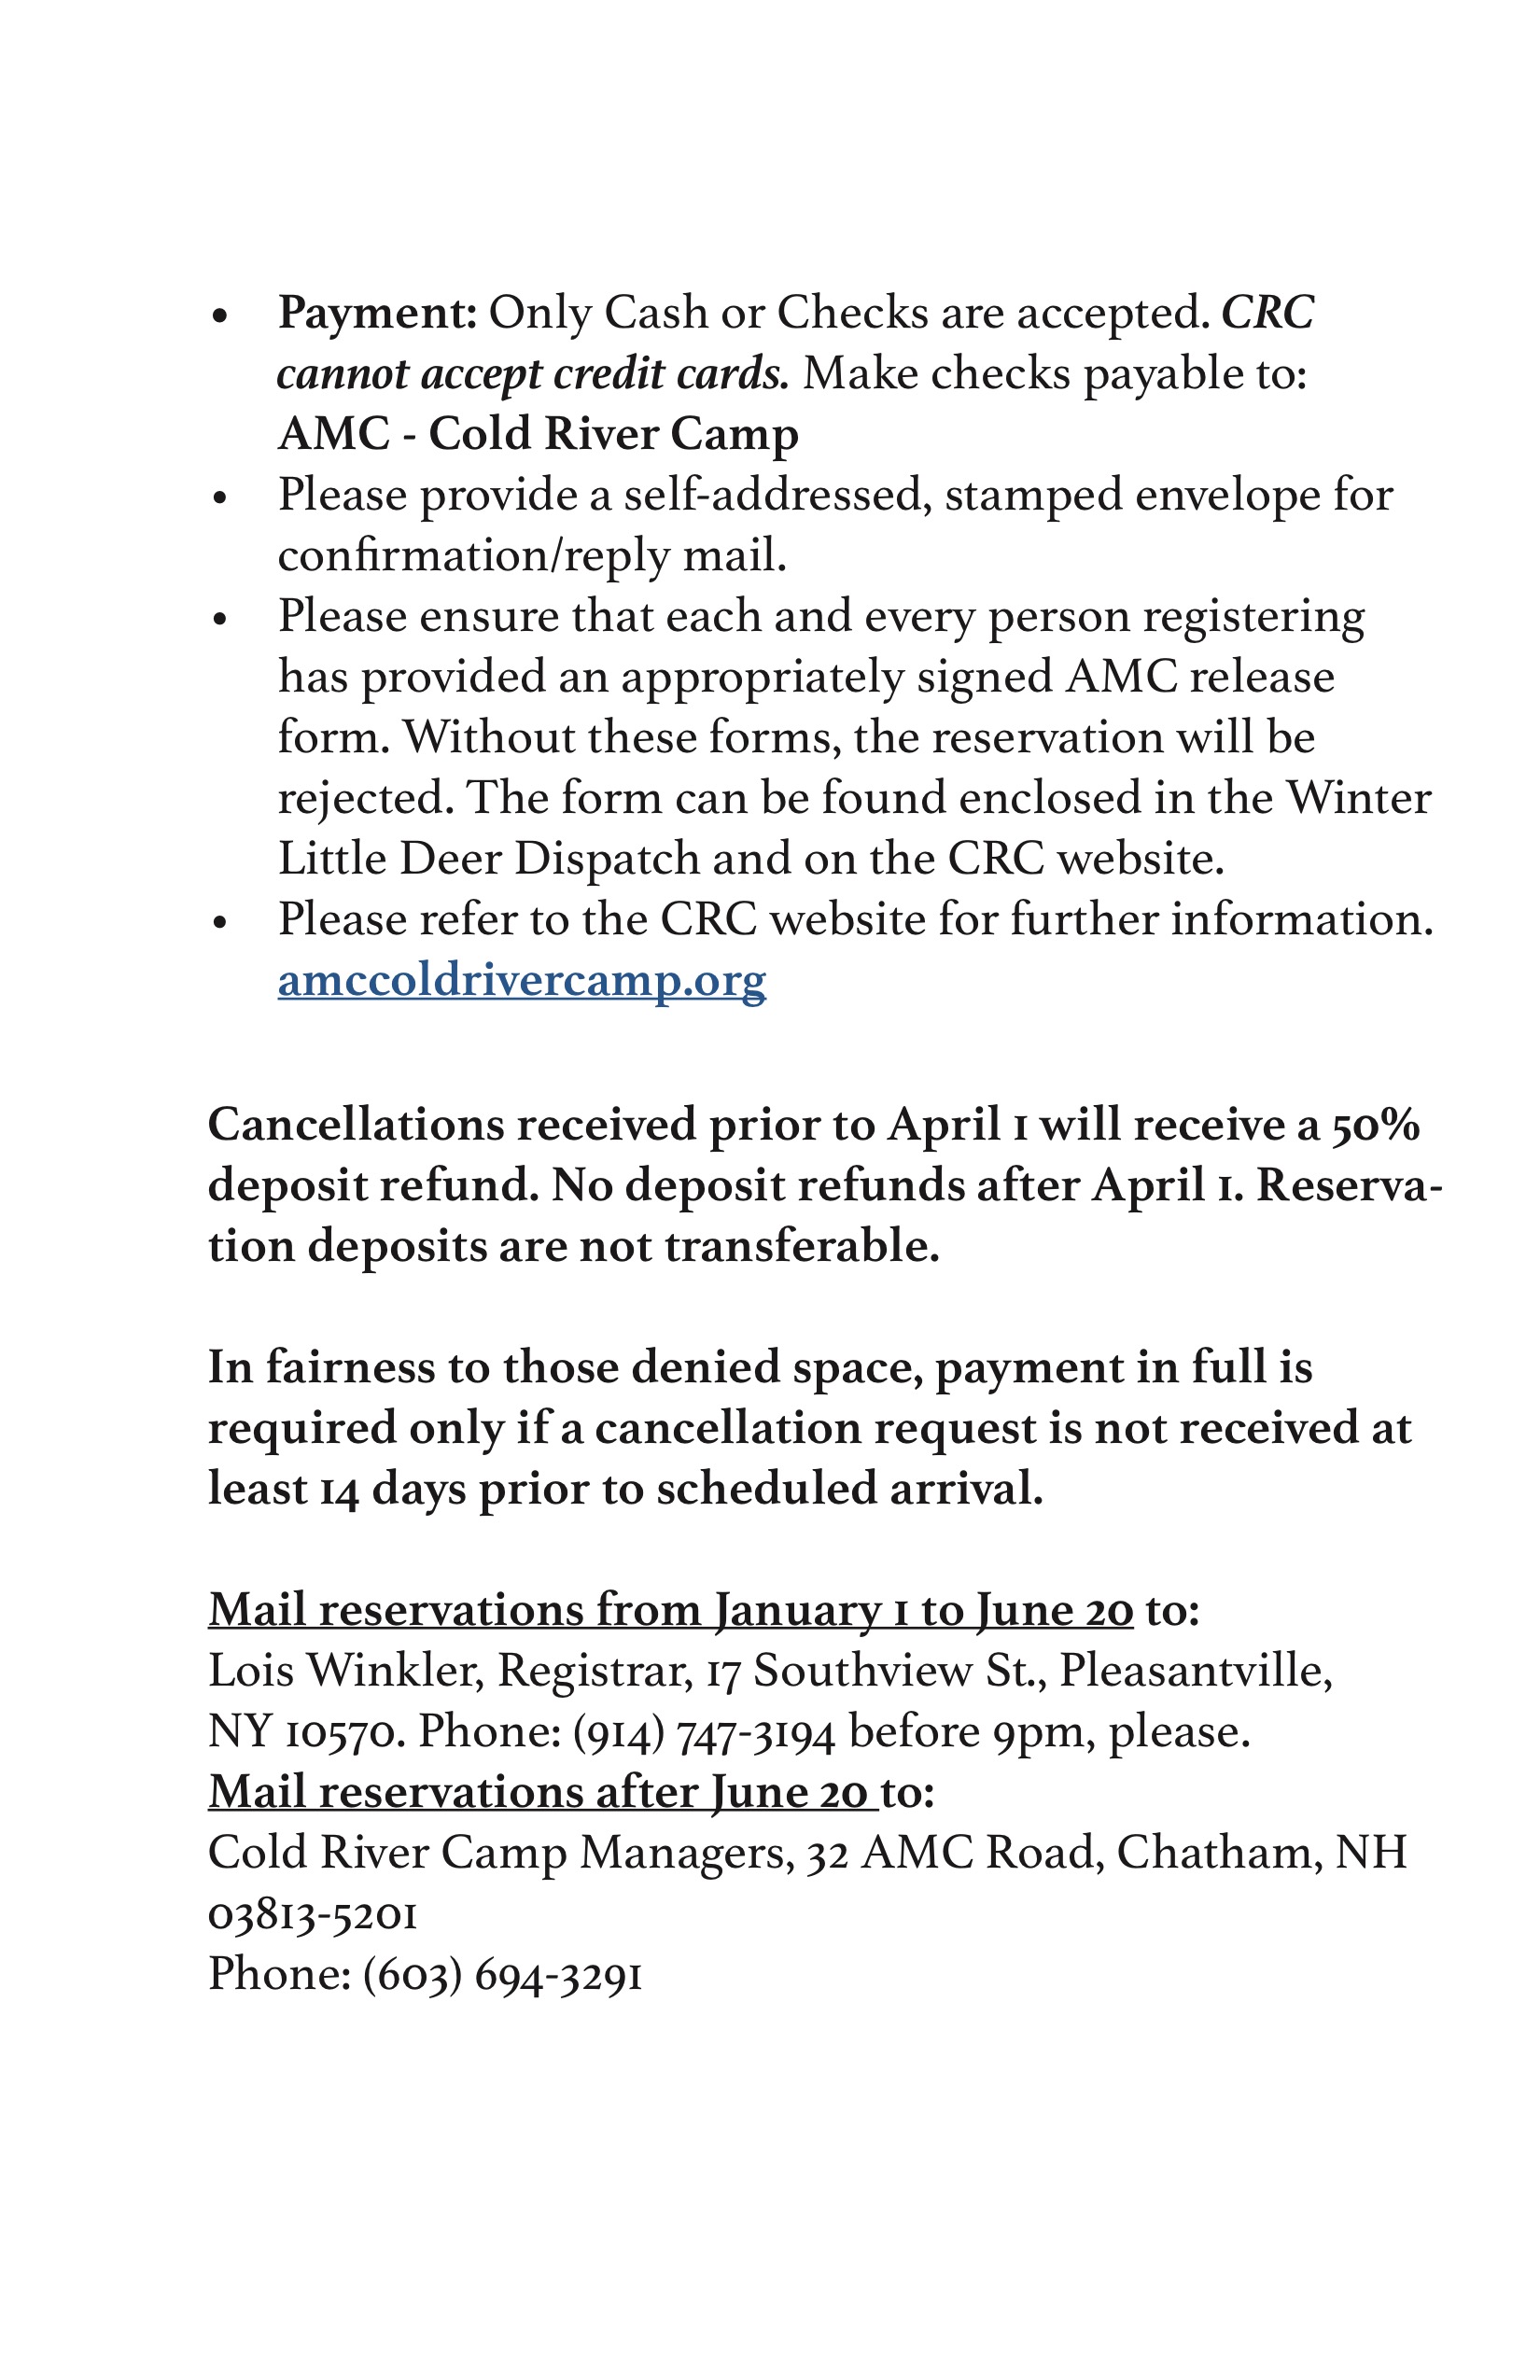 • Payment: Only Cash or Checks are accepted. CRC
cannot accept credit cards. Make checks payable to:
AMC - Cold River Camp
• Please provide a self-addressed, stamped envelope for
confirmation/reply mail.
• Please ensure that each and every person registering
has provided an appropriately signed AMC release
form. Without these forms, the reservation will be
rejected. The form can be found enclosed in the Winter
Little Deer Dispatch and on the CRC website.
• Please refer to the CRC website for further information.
amccoldrivercamp.org
Cancellations received prior to April 1 will receive a 50%
deposit refund. No deposit refunds after April 1. Reserva-
tion deposits are not transferable.
In fairness to those denied space, payment in full is
required only if a cancellation request is not received at
least 14 days prior to scheduled arrival.
Mail reservations from January 1 to June 20 to:
Lois Winkler, Registrar, 17 Southview St., Pleasantville,
NY 10570. Phone: (914) 747-3194 before 9pm, please.
Mail reservations after June 20 to:
Cold River Camp Managers, 32 AMC Road, Chatham, NH
03813-5201
Phone: (603) 694-3291